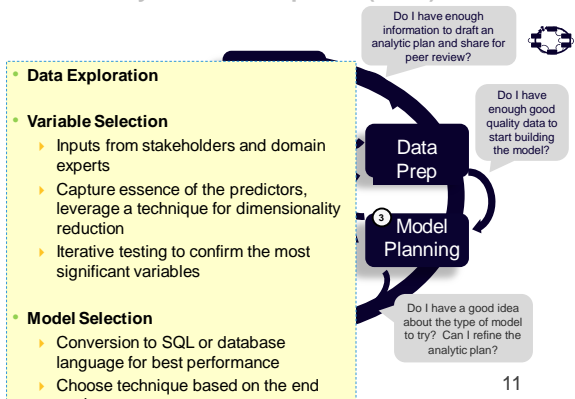 Do I have enough
information to draft an
analytic plan and share for
peer review?
• Data Exploration
• Variable Selection
Inputs from stakeholders and domain
experts
Capture essence of the predictors,
leverage a technique for dimensionality
reduction
Iterative testing to confirm the most
significant variables
• Model Selection
Conversion to SQL or database
language for best performance
Choose technique based on the end
Do I have
enough good
quality data to
start building
the model?
Data
Prep
3
Model
Planning
Do I have a good idea
about the type of model
to try? Can I refine the
analytic plan?
11